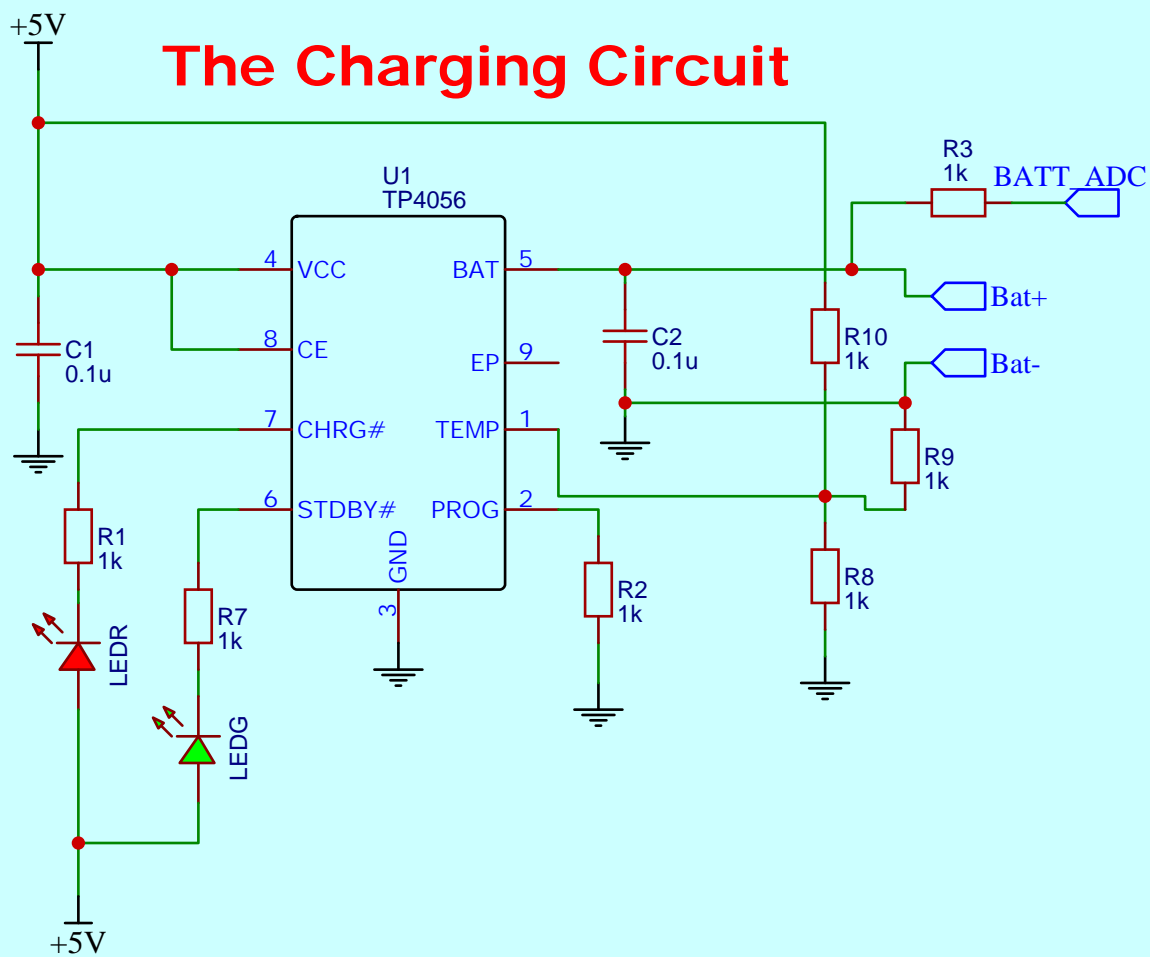 +5V
The Charging Circuit
R3
1k
BATT_ADC
U1
TP4056
4
VCC
BAT
5
Bat+
8
CE
EP
9
C1
0.1u
C2
0.1u
R10
1k
Bat-
7
CHRG#
TEMP
1
R9
1k
6
STDBY#
PROG
2
R1
1k
GND
3
R7
1k
R2
1k
R8
1k
LEDR
LEDG
+5V